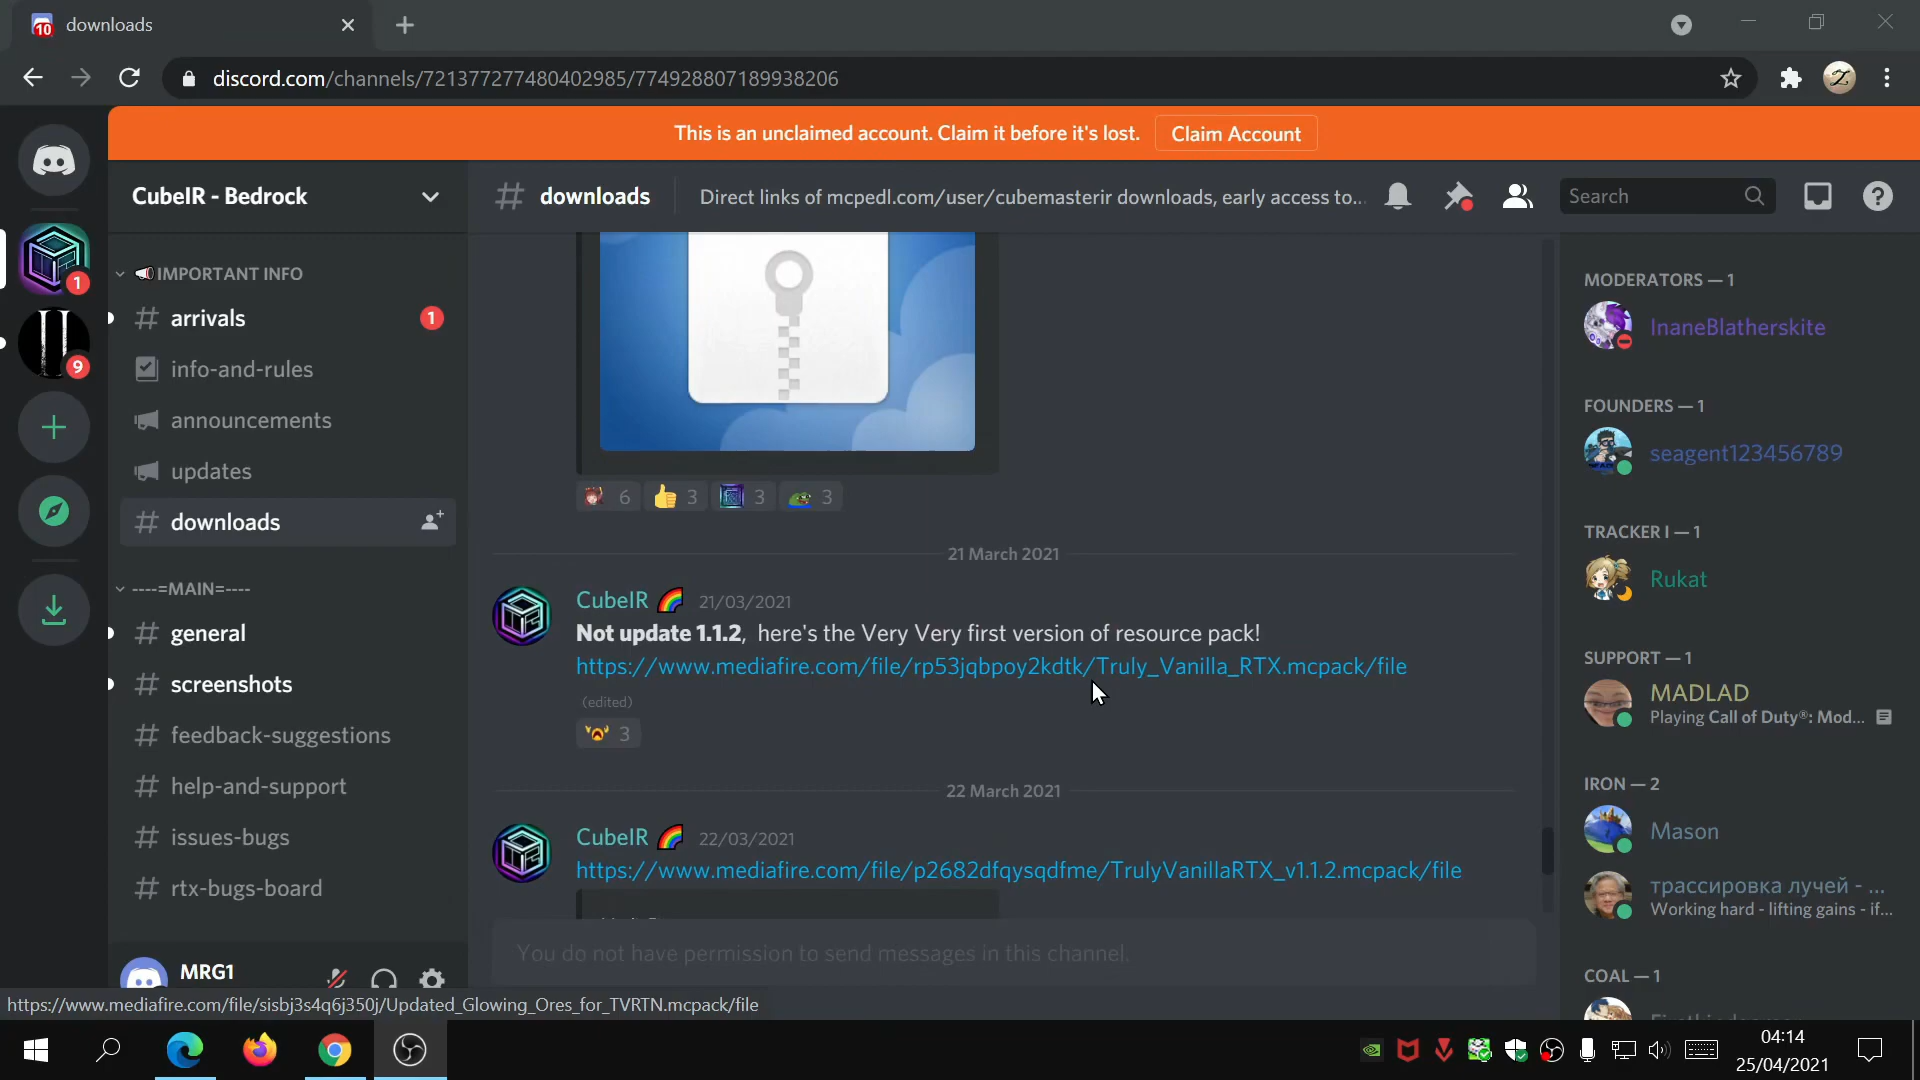 10 downloads
discord.com/channels/721377277480402985/774928807189938206
This is an unclaimed account. Claim it before it's lost. Claim Account
CubeIR - Bedrock
# downloads
Direct links of mcpedl.com/user/cubemasterir downloads, early access to...
Search
1
9
IMPORTANT INFO
arrivals 1
info-and-rules
announcements
updates
downloads
----=MAIN=----
general
screenshots
feedback-suggestions
help-and-support
issues-bugs
rtx-bugs-board
MRG1
6 3 3 3
21 March 2021
CubeIR 21/03/2021
Not update 1.1.2, here's the Very Very first version of resource pack!
https://www.mediafire.com/file/rp53jqbpoy2kdtk/Truly_Vanilla_RTX.mcpack/file
(edited)
3
22 March 2021
CubeIR 22/03/2021
https://www.mediafire.com/file/p2682dfqysqdfme/TrulyVanillaRTX_v1.1.2.mcpack/file
You do not have permission to send messages in this channel.
MODERATORS — 1
InaneBlatherskite
FOUNDERS — 1
seagent123456789
TRACKER I — 1
Rukat
SUPPORT — 1
MADLAD
Playing Call of Duty®: Mod...
IRON — 2
Mason
трассировка лучей - ...
Working hard - lifting gains - if...
COAL — 1
https://www.mediafire.com/file/sisbj3s4q6j350j/Updated_Glowing_Ores_for_TVRTN.mcpack/file
04:14
25/04/2021